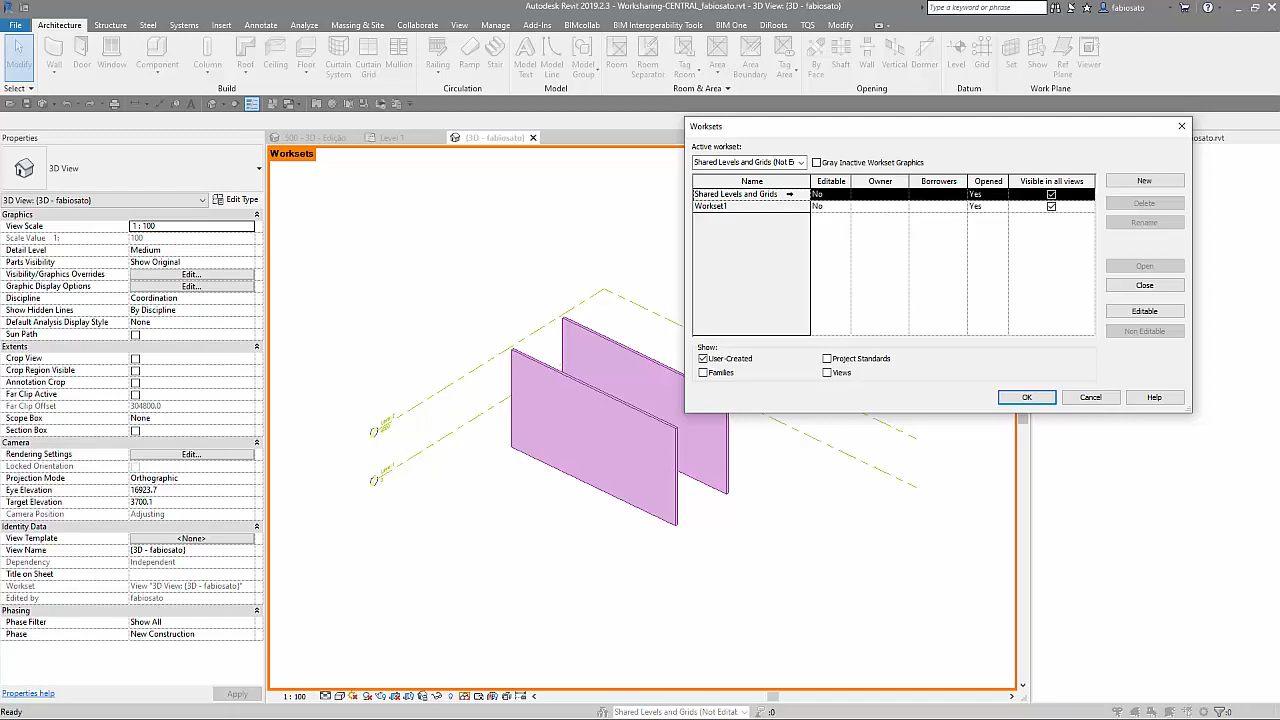 Autodesk Revit 2019.2.3 - Worksharing-CENTRAL_fabiosato.rvt - 3D View: {3D - fabiosato}
Type a keyword or phrase
fabiosato
File Architecture Structure Steel Systems Insert Annotate Analyze Massing & Site Collaborate View Manage Add-Ins BIMcollab BIM Interoperability Tools BIM One DiRoots TQS Modify
Modify Wall Door Window Component Column Roof Ceiling Floor Curtain System Curtain Grid Mullion Railing Ramp Stair Model Text Model Line Model Group Room Room Separator Tag Room Area Area Boundary Tag Area By Face Shaft Wall Vertical Dormer Level Grid Set Show Ref Plane Viewer
Select Build Circulation Model Room & Area Opening Datum Work Plane
Properties
3D View
3D View: {3D - fabiosato} Edit Type
Graphics
View Scale 1 : 100
Scale Value 1: 100
Detail Level Medium
Parts Visibility Show Original
Visibility/Graphics Overrides Edit...
Graphic Display Options Edit...
Discipline Coordination
Show Hidden Lines By Discipline
Default Analysis Display Style None
Sun Path
Extents
Crop View
Crop Region Visible
Annotation Crop
Far Clip Active
Far Clip Offset 304800.0
Scope Box None
Section Box
Camera
Rendering Settings Edit...
Locked Orientation
Projection Mode Orthographic
Eye Elevation 16923.7
Target Elevation 3700.1
Camera Position Adjusting
Identity Data
View Template <None>
View Name {3D - fabiosato}
Dependency Independent
Title on Sheet
Workset View "3D View: {3D - fabiosato}"
Edited by fabiosato
Phasing
Phase Filter Show All
Phase New Construction
Properties help Apply
500 - 3D - Edição Level 1 {3D - fabiosato}
Worksets
Worksets
Active workset:
Shared Levels and Grids (Not Ed Gray Inactive Workset Graphics
Name Editable Owner Borrowers Opened Visible in all views
Shared Levels and Grids No Yes
Workset1 No Yes
New
Delete
Rename
Open
Close
Editable
Non Editable
Show:
User-Created Project Standards
Families Views
OK Cancel Help
osato.rvt
1 : 100
Ready Shared Levels and Grids (Not Editat :0 :0